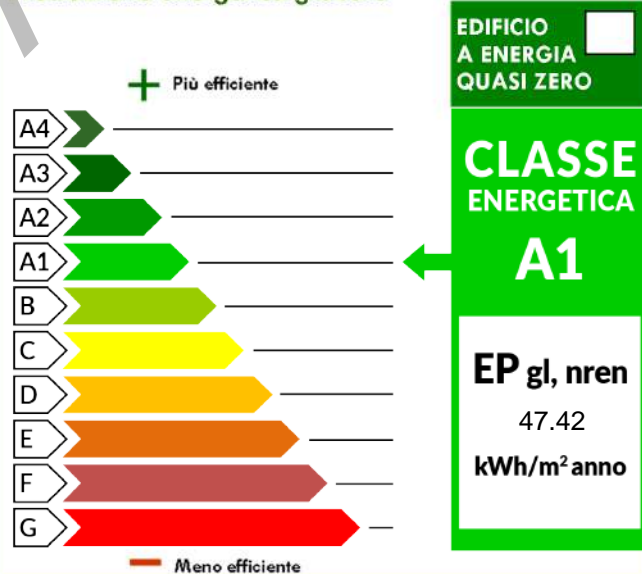 EDIFICIO
A ENERGIA
QUASI ZERO
+ Più efficiente
A4
A3
A2
A1
B
C
D
E
F
G
Meno efficiente
CLASSE
ENERGETICA
A1
EP gl, nren
47.42
kWh/m² anno